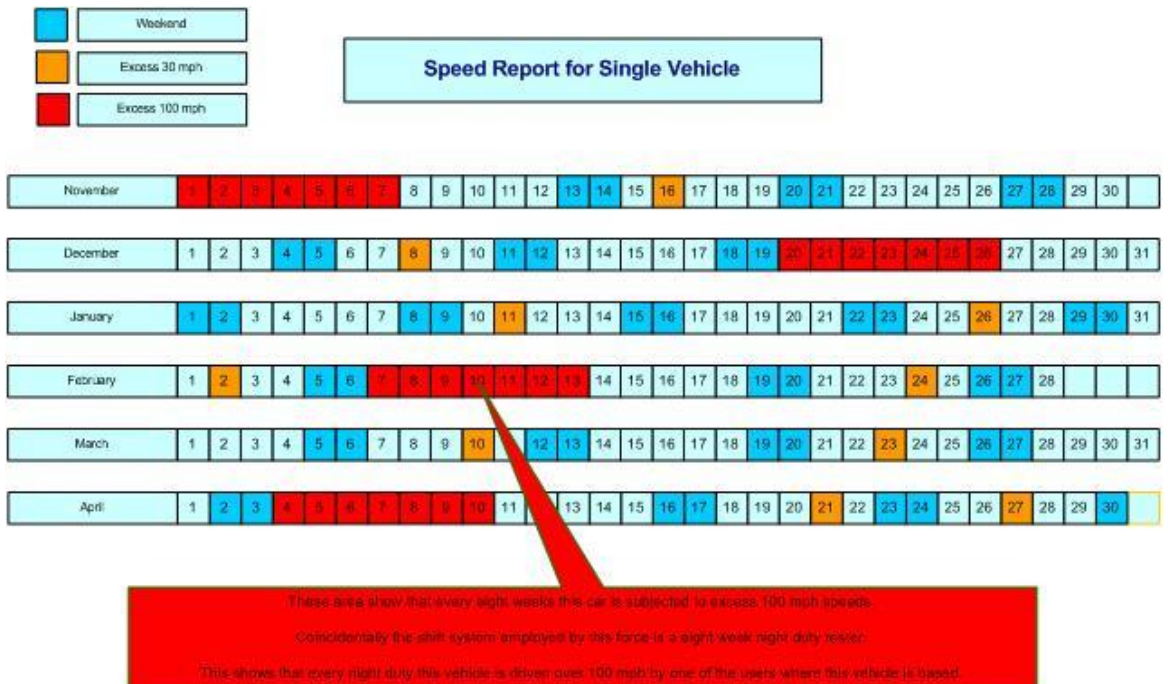 Weekend
Excess 30 mph
Excess 100 mph
Speed Report for Single Vehicle
November 1 2 3 4 5 6 7 8 9 10 11 12 13 14 15 16 17 18 19 20 21 22 23 24 25 26 27 28 29 30
December 1 2 3 4 5 6 7 8 9 10 11 12 13 14 15 16 17 18 19 20 21 22 23 24 25 26 27 28 29 30 31
January 1 2 3 4 5 6 7 8 9 10 11 12 13 14 15 16 17 18 19 20 21 22 23 24 25 26 27 28 29 30 31
February 1 2 3 4 5 6 7 8 9 10 11 12 13 14 15 16 17 18 19 20 21 22 23 24 25 26 27 28
March 1 2 3 4 5 6 7 8 9 10 12 13 14 15 16 17 18 19 20 21 22 23 24 25 26 27 28 29 30 31
April 1 2 3 4 5 6 7 8 9 10 11 13 14 15 16 17 18 19 20 21 22 23 24 25 26 27 28 29 30
These area show that every eight weeks this car is subjected to excess 100 mph speeds
Coincidentally the shift system employed by this force is a eight week night duty
This shows that every night duty this vehicle is driven over 100 mph by one of the users where this vehicle is based.